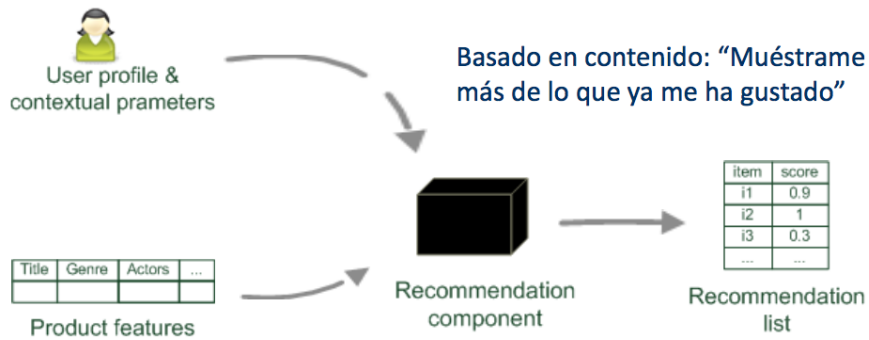 Basado en contenido: “Muéstrame
más de lo que ya me ha gustado”
User profile &
contextual prameters
Title Genre Actors ...
Product features
Recommendation
component
item score
i1 0.9
i2 1
i3 0.3
... ...
Recommendation
list